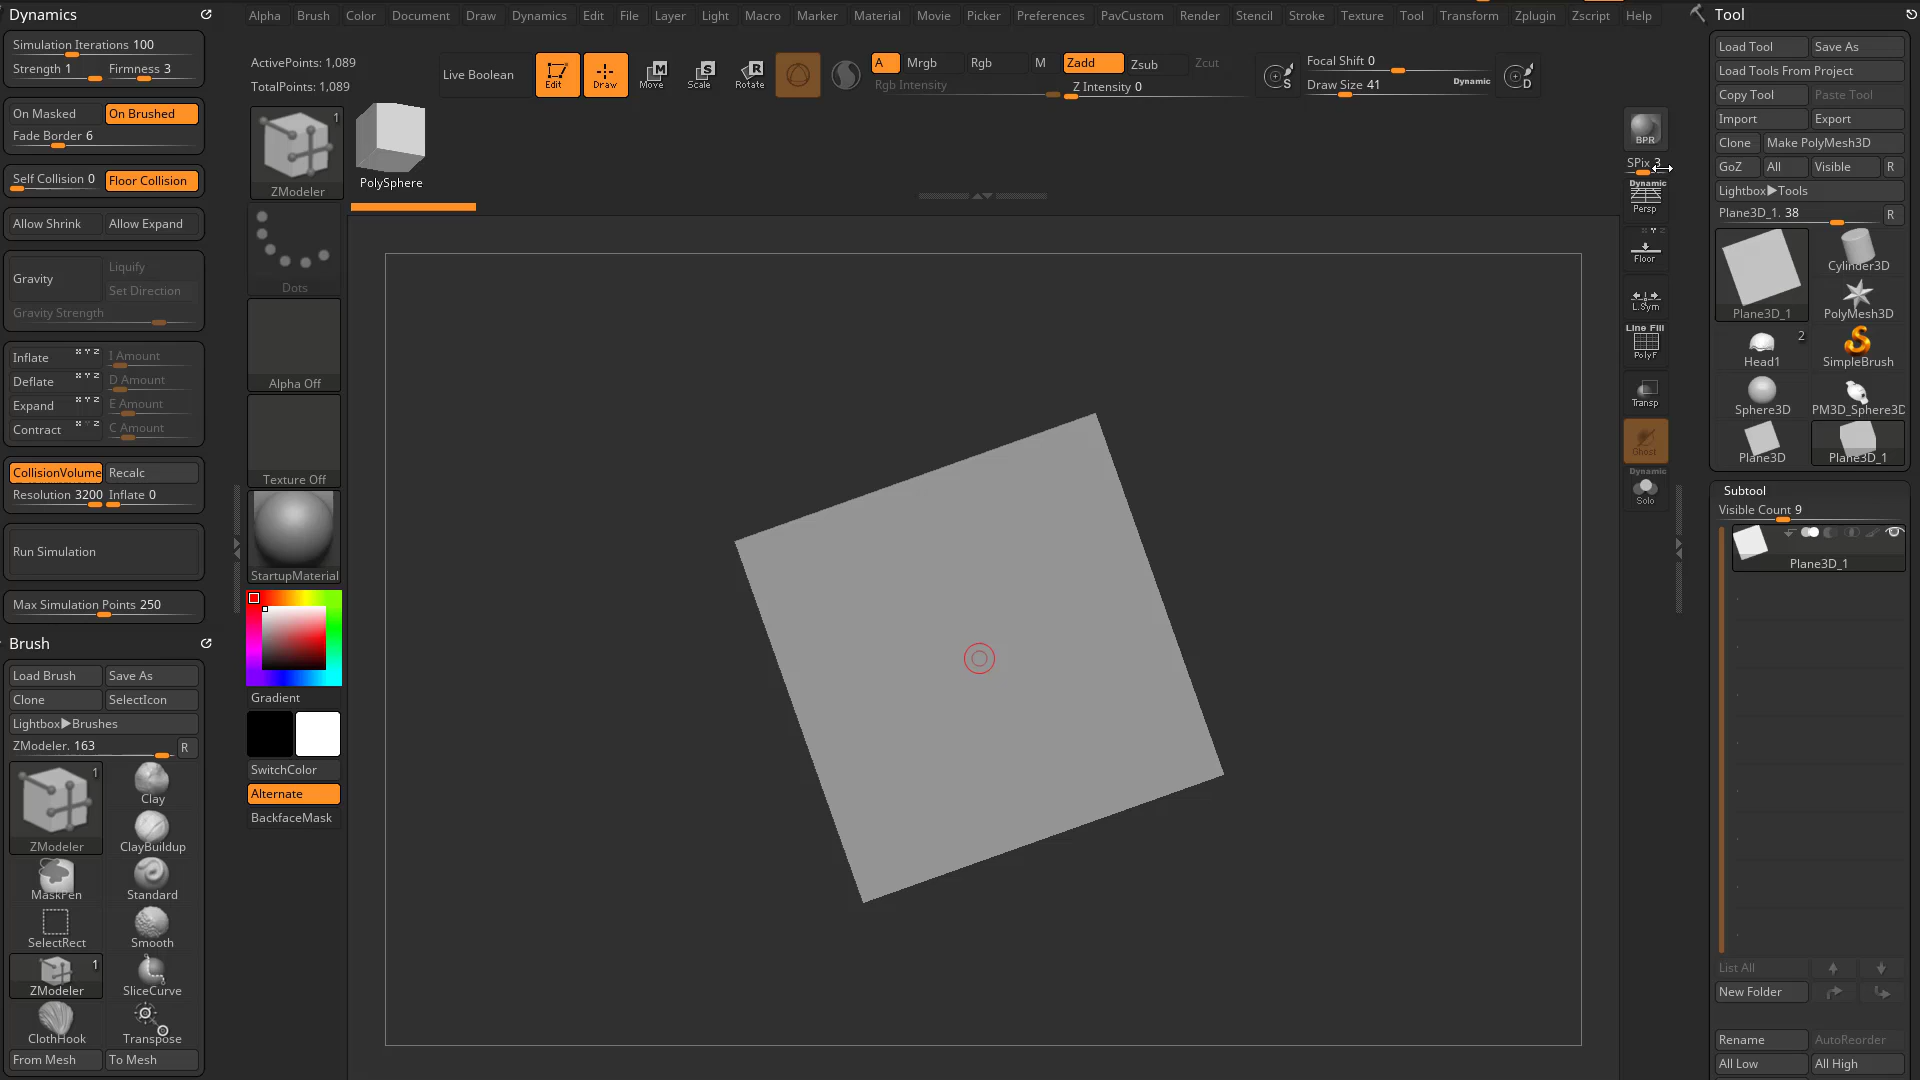 Dynamics
Simulation Iterations 100
Strength 1 Firmness 3
On Masked On Brushed
Fade Border 6
Self Collision 0 Floor Collision
Allow Shrink Allow Expand
Gravity
Liquify
Set Direction
Gravity Strength
Inflate I Amount
Deflate D Amount
Expand E Amount
Contract C Amount
CollisionVolume Recalc
Resolution 3200 Inflate 0
Run Simulation
Max Simulation Points 250
Brush
Load Brush Save As
Clone SelectIcon
Lightbox▶Brushes
ZModeler. 163 R
1
ZModeler
Clay
ClayBuildup
MaskPen Standard
SelectRect Smooth
1
ZModeler SliceCurve
ClothHook Transpose
From Mesh To Mesh
Alpha Brush Color Document Draw Dynamics Edit File Layer Light Macro Marker Material Movie Picker Preferences PavCustom Render Stencil Stroke Texture Tool Transform Zplugin Zscript Help
ActivePoints: 1,089
TotalPoints: 1,089
Live Boolean
Edit Draw Move Scale Rotate
A Mrgb Rgb M Zadd Zsub Zcut
Rgb Intensity Z Intensity 0
S
Focal Shift 0
Draw Size 41 Dynamic
D
1
ZModeler
PolySphere
Dots
Alpha Off
Texture Off
StartupMaterial
Gradient
SwitchColor
Alternate
BackfaceMask
BPR
SPix 3
Dynamic
Persp
Floor
L.Sym
Line Fill
PolyF
Transp
Ghost
Dynamic
Solo
Tool
Load Tool Save As
Load Tools From Project
Copy Tool Paste Tool
Import Export
Clone Make PolyMesh3D
GoZ All Visible R
Lightbox▶Tools
Plane3D_1. 38 R
Plane3D_1
Cylinder3D
PolyMesh3D
2
Head1 SimpleBrush
Sphere3D PM3D_Sphere3D
Plane3D Plane3D_1
Subtool
Visible Count 9
Plane3D_1
List All
New Folder
Rename AutoReorder
All Low All High